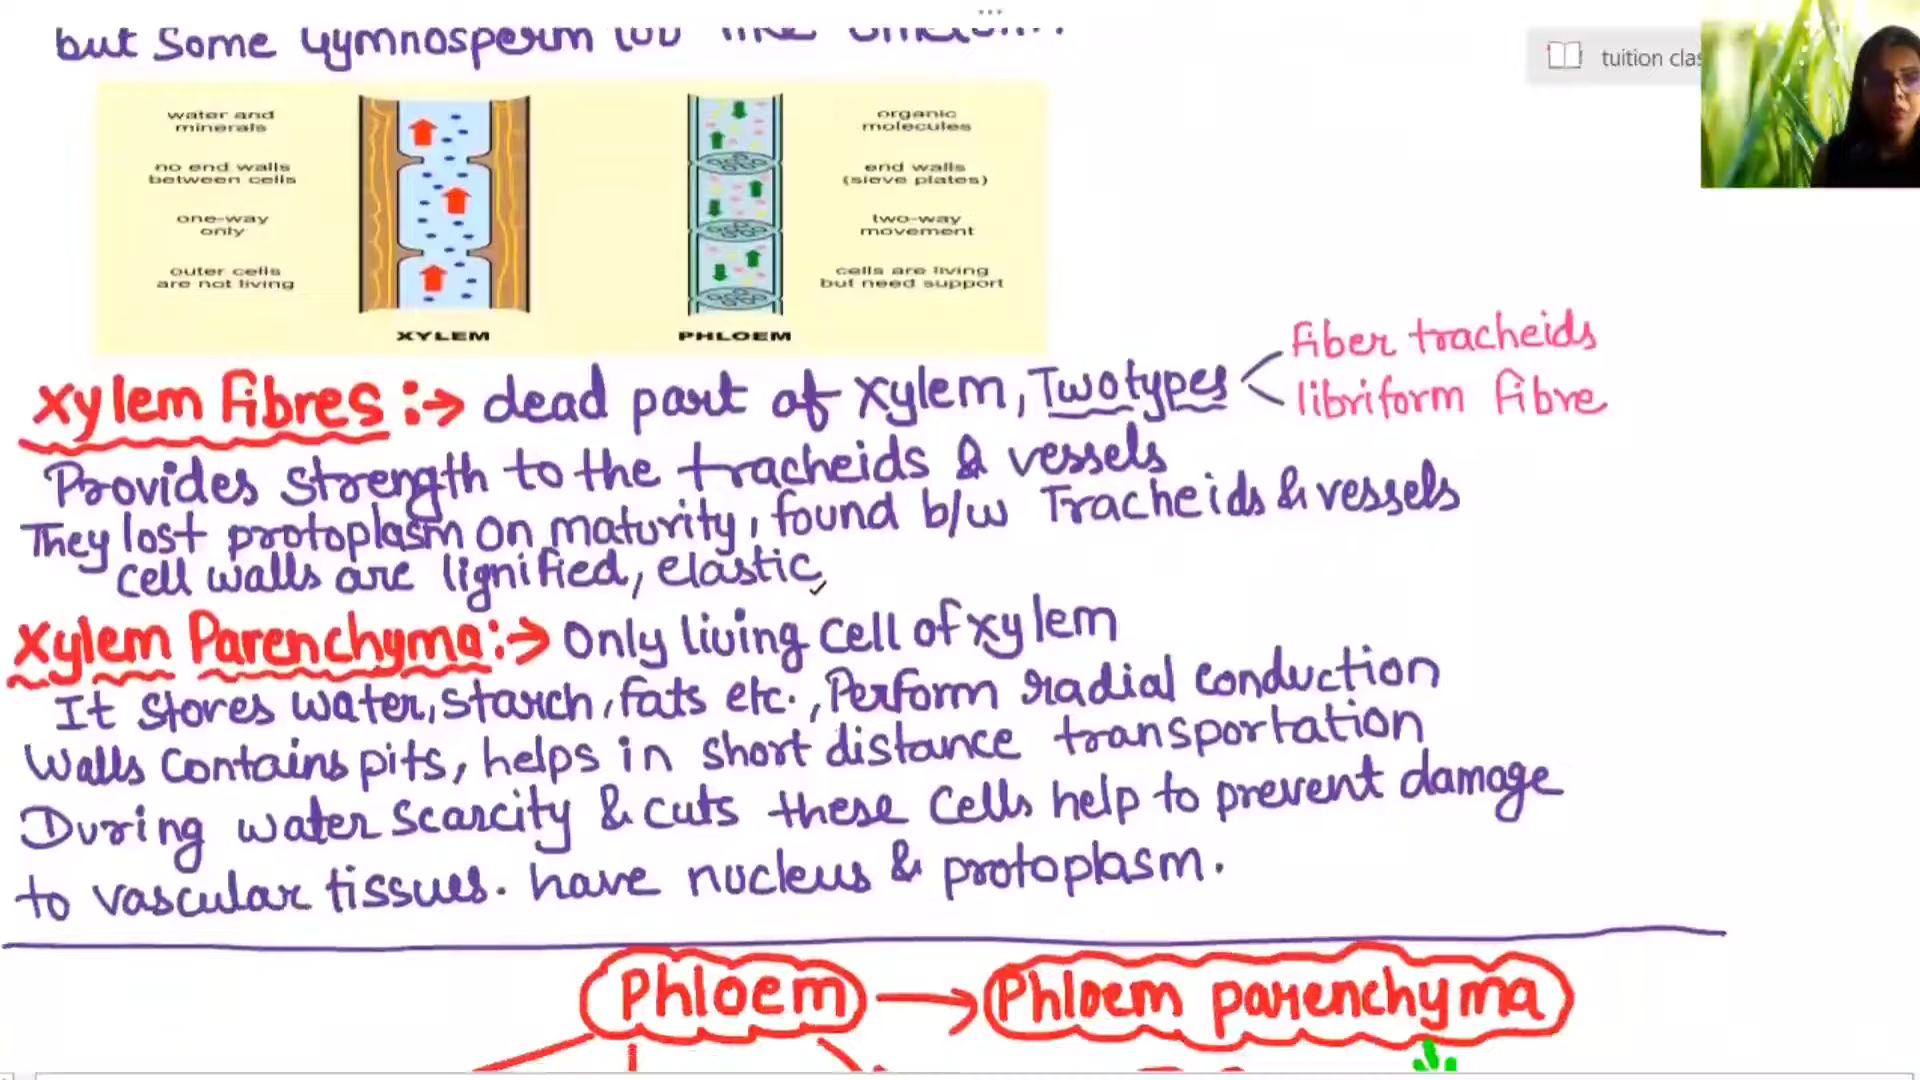 but Some Gymnosperm
tuition clas
water and
minerals
no end walls
between cells
one-way
only
outer cells
are not living
XYLEM
organic
molecules
end walls
(sieve plates)
two-way
movement
cells are living
but need support
PHLOEM
Xylem Fibres :→ dead part of xylem, Two types
fiber tracheids
libriform fibre
Provides strength to the tracheids & vessels
They lost protoplasm on maturity, found b/w Tracheids & vessels
cell walls are lignified, elastic
Xylem Parenchyma :→ Only living cell of xylem
It stores water, starch, fats etc., Perform radial conduction
Walls contains pits, helps in short distance transportation
During water scarcity & cuts these cells help to prevent damage
to vascular tissues. have nucleus & protoplasm.
Phloem → Phloem parenchyma